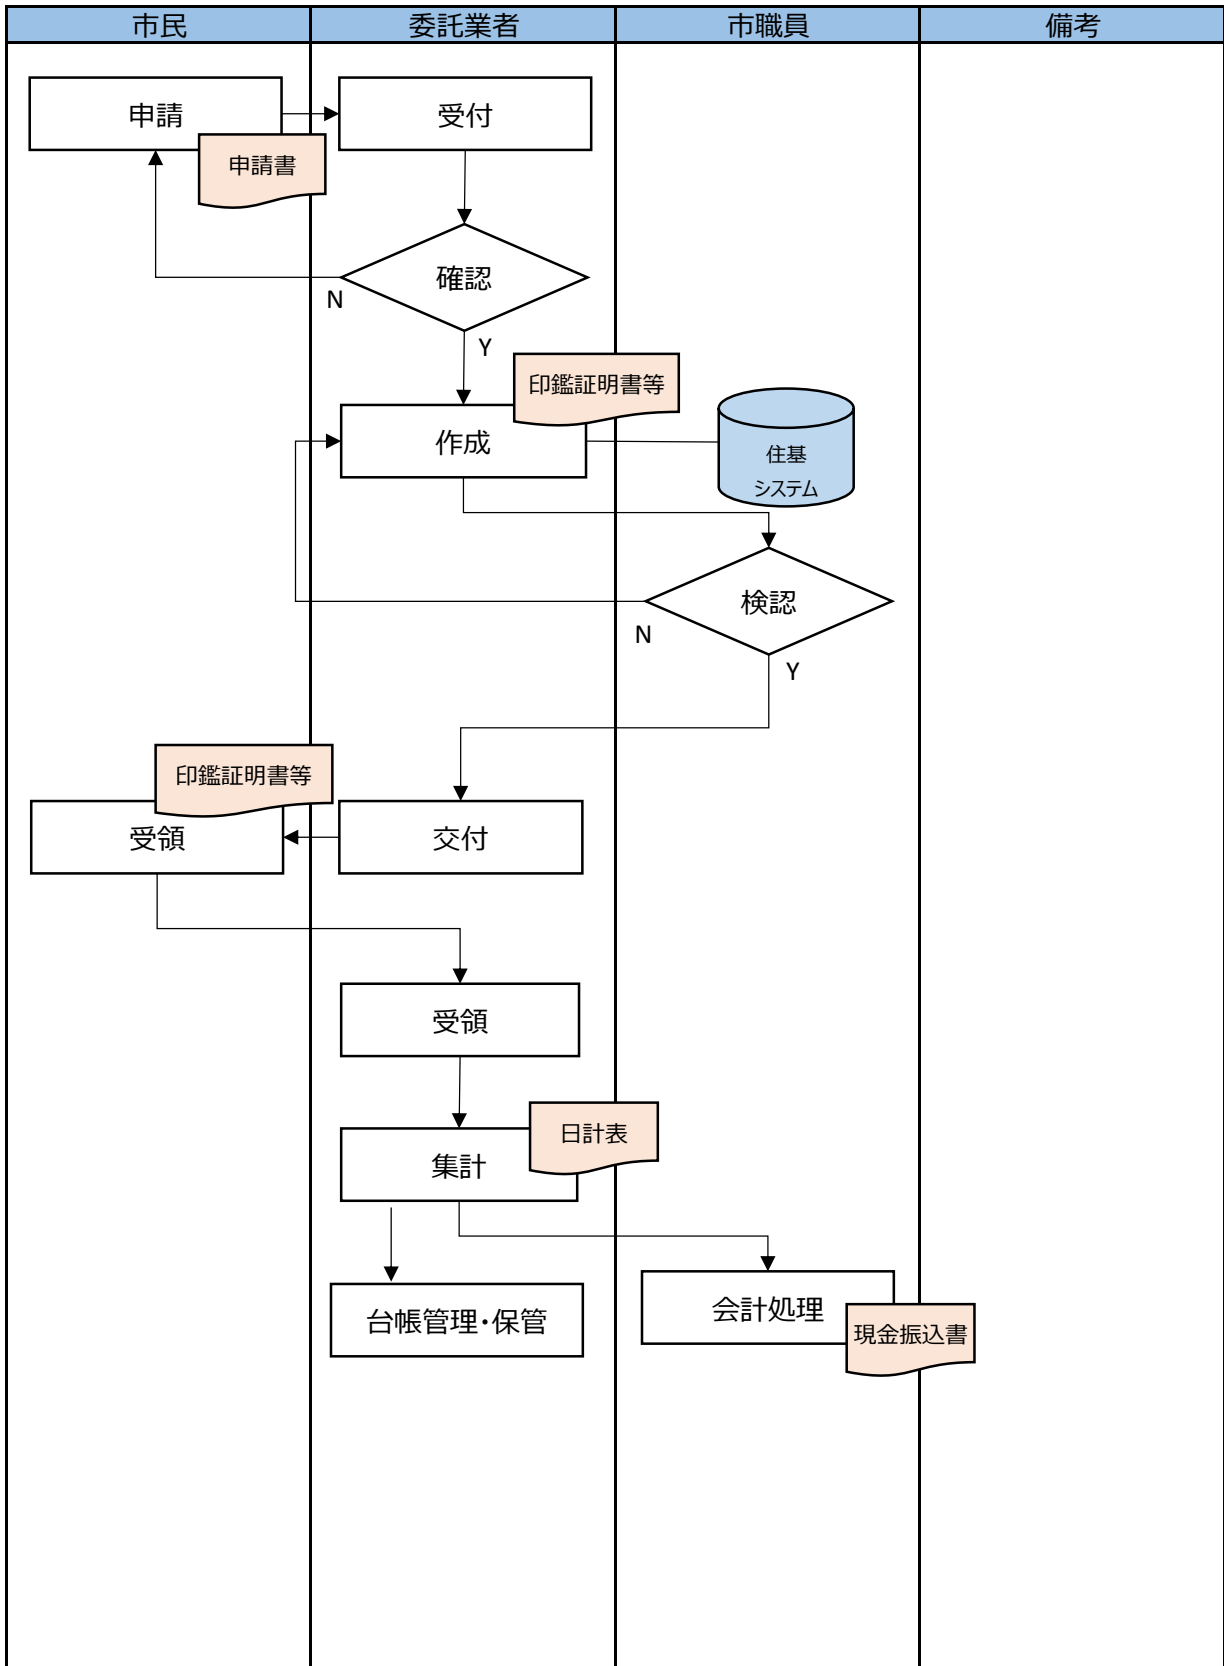 市民
委託業者
市職員
備考
申請
受付
申請書
確認
N
Y
印鑑証明書等
作成
住基
システム
検認
N
Y
印鑑証明書等
受領
交付
受領
日計表
集計
会計処理
台帳管理・保管
現金振込書